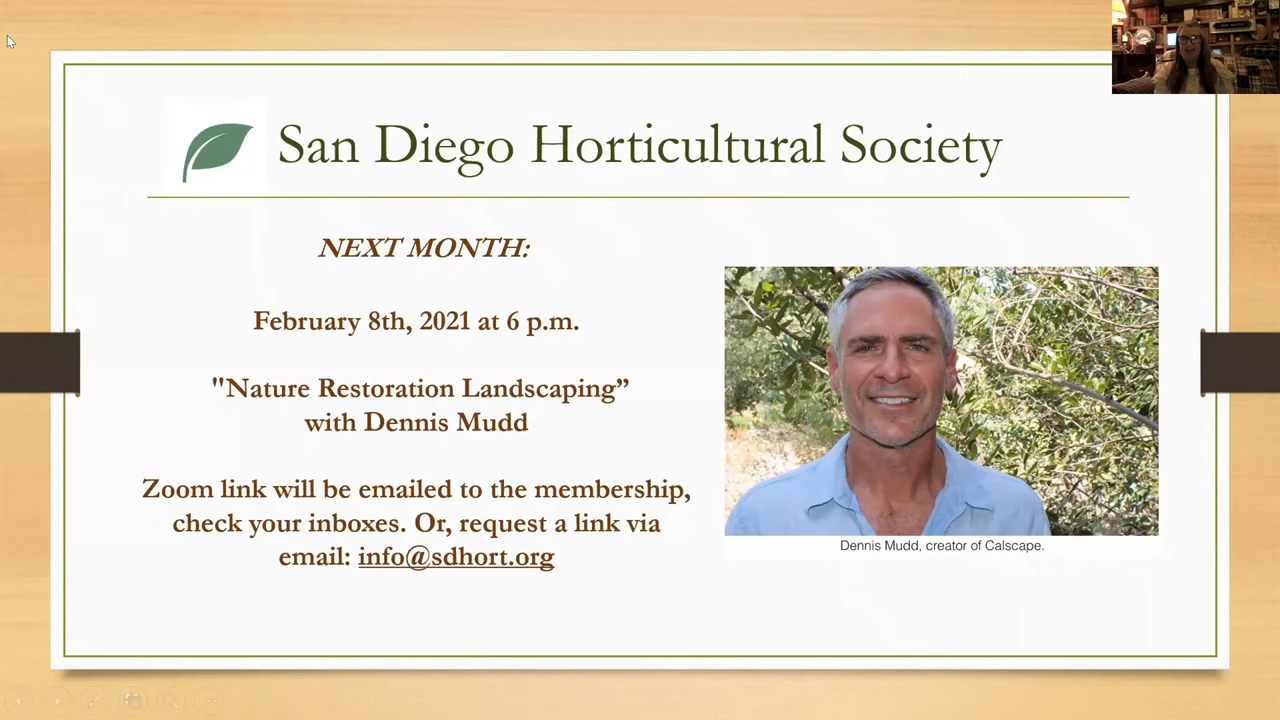 San Diego Horticultural Society
NEXT MONTH:
February 8th, 2021 at 6 p.m.
"Nature Restoration Landscaping”
with Dennis Mudd
Zoom link will be emailed to the membership,
check your inboxes. Or, request a link via
email: info@sdhort.org
Dennis Mudd, creator of Calscape.